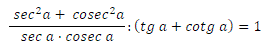 (sec²a + cosec²a)/(sec a · cosec a) : (tg a + cotg a) = 1